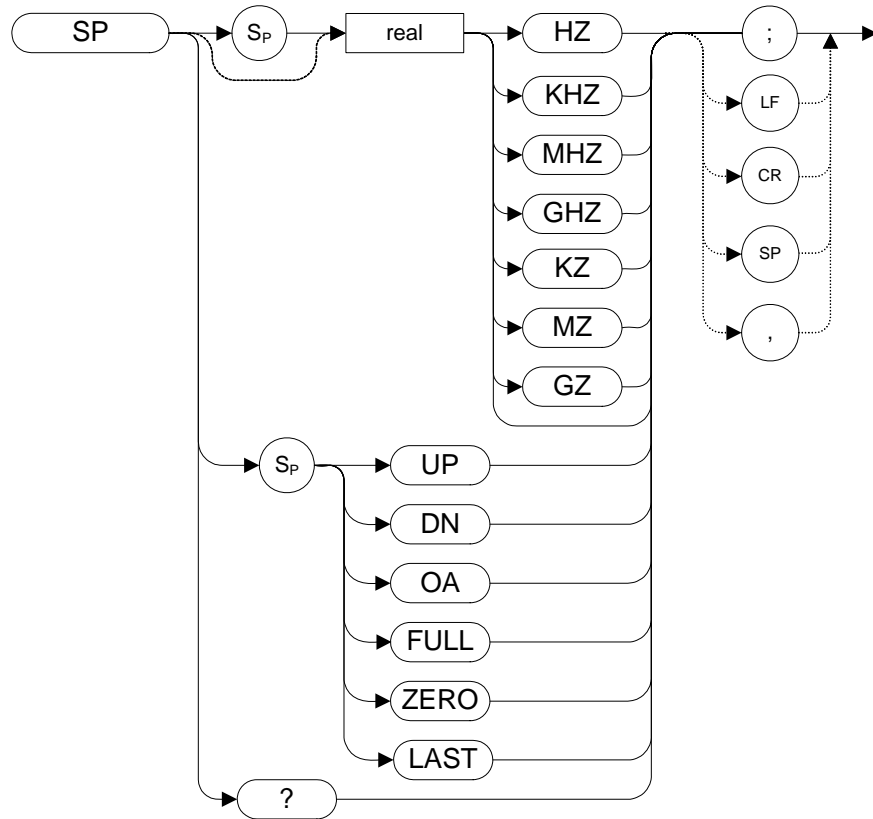 SP
SP
real
HZ
;
KHZ
LF
MHZ
CR
GHZ
KZ
SP
MZ
,
GZ
SP
UP
DN
OA
FULL
ZERO
LAST
?